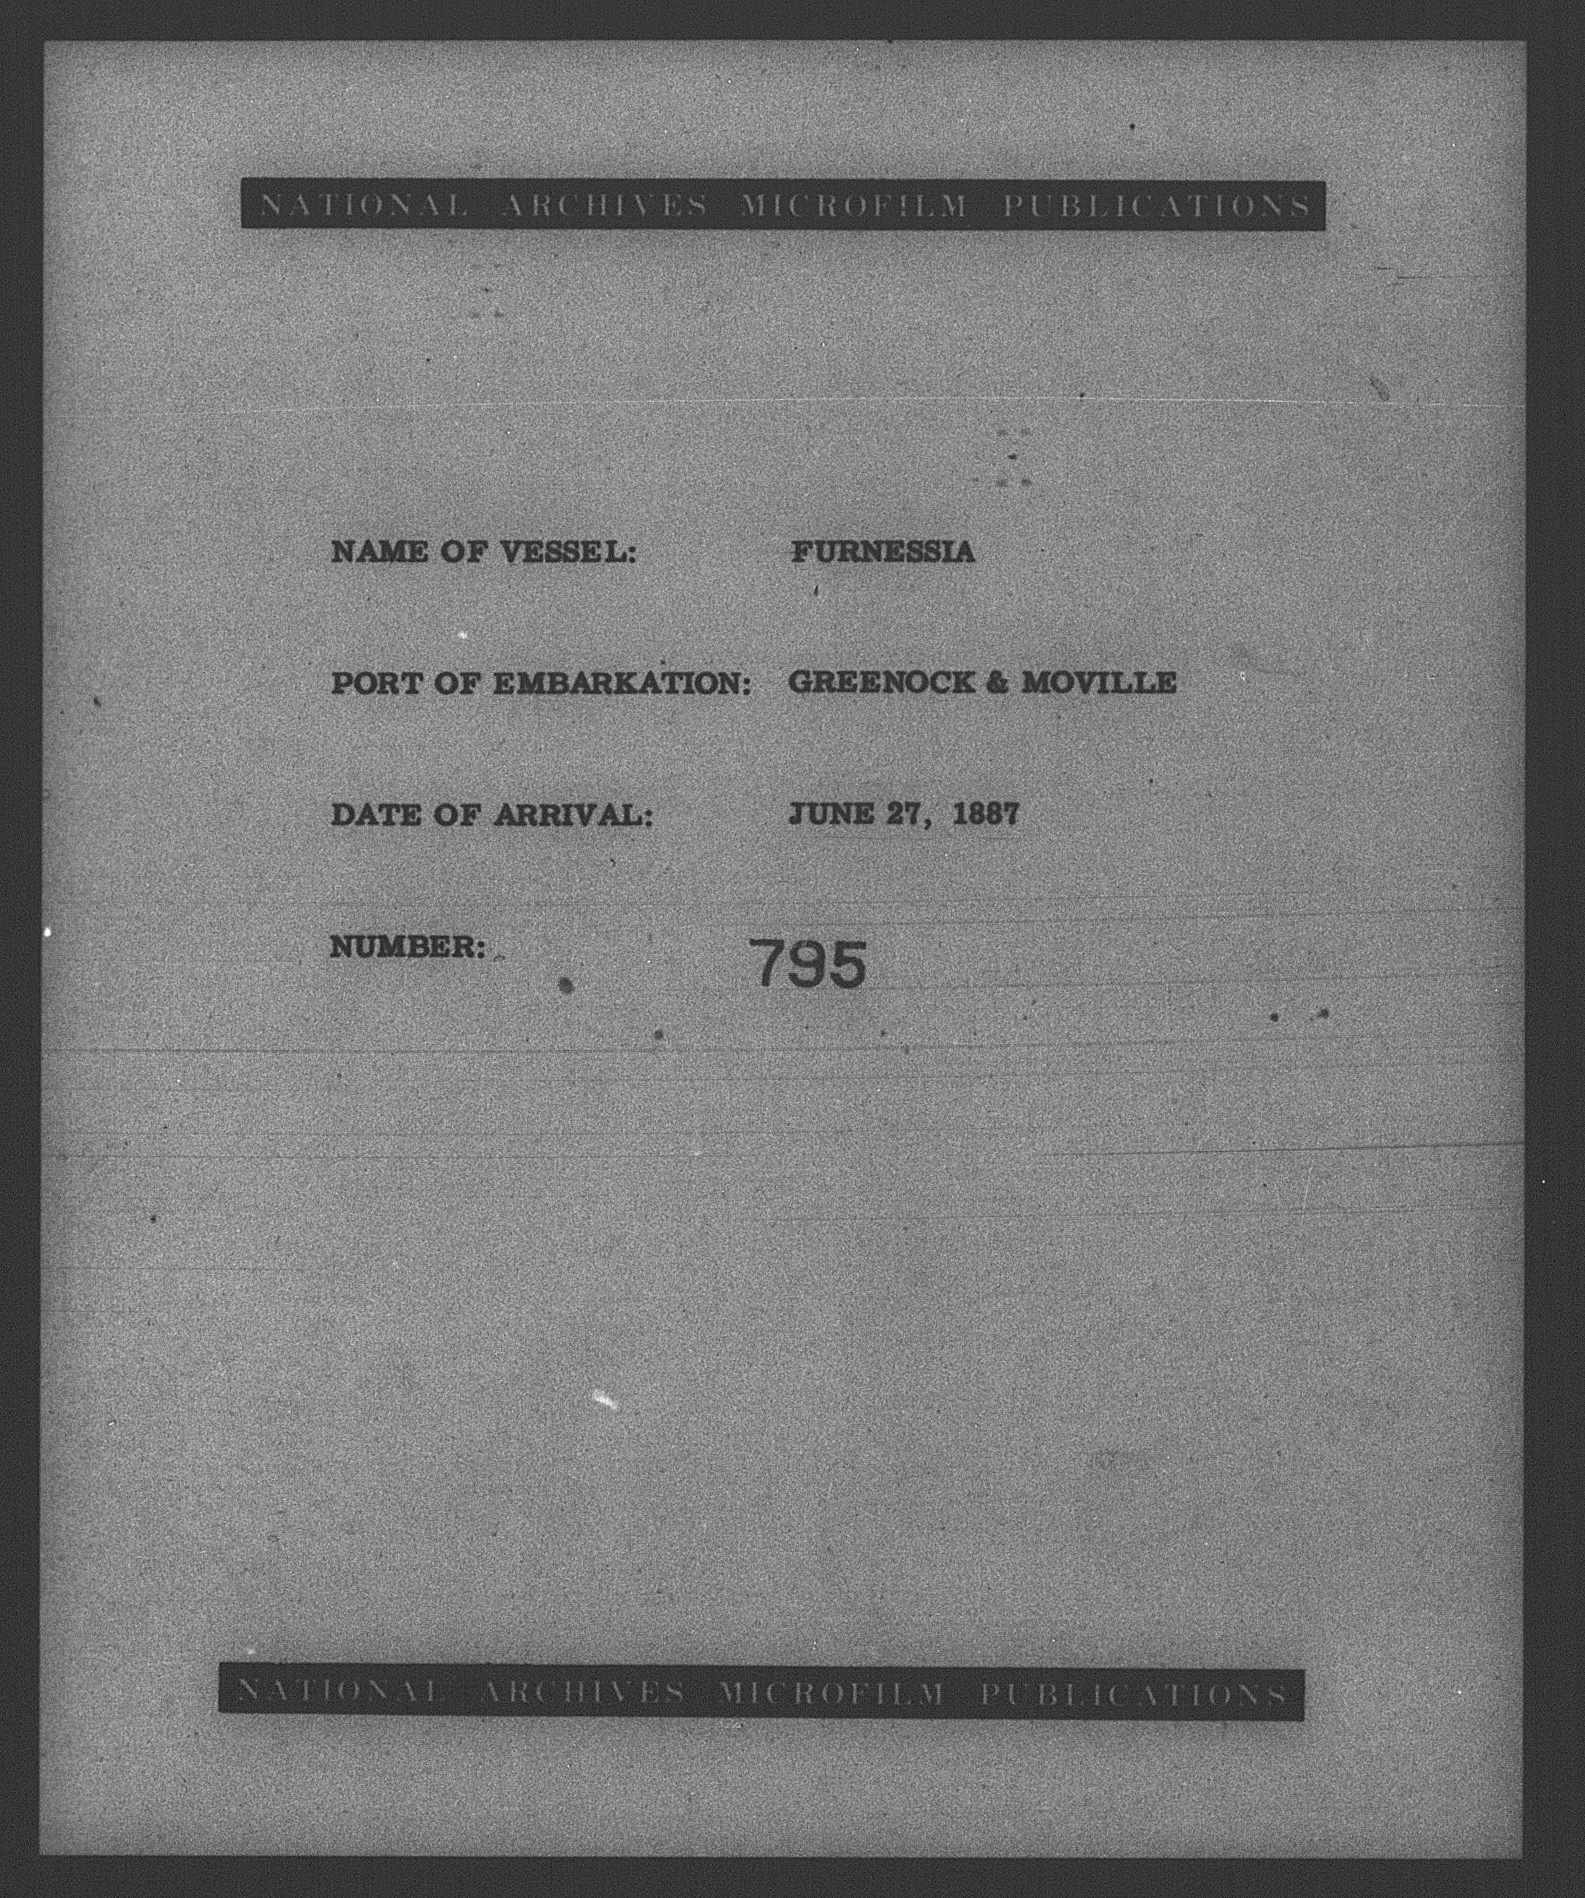 NATIONAL ARCHIVES MICROFILM PUBLICATIONS
NAME OF VESSEL: FURNESSIA
PORT OF EMBARKATION: GREENOCK & MOVILLE
DATE OF ARRIVAL: JUNE 27, 1887
NUMBER: 795
NATIONAL ARCHIVES MICROFILM PUBLICATIONS